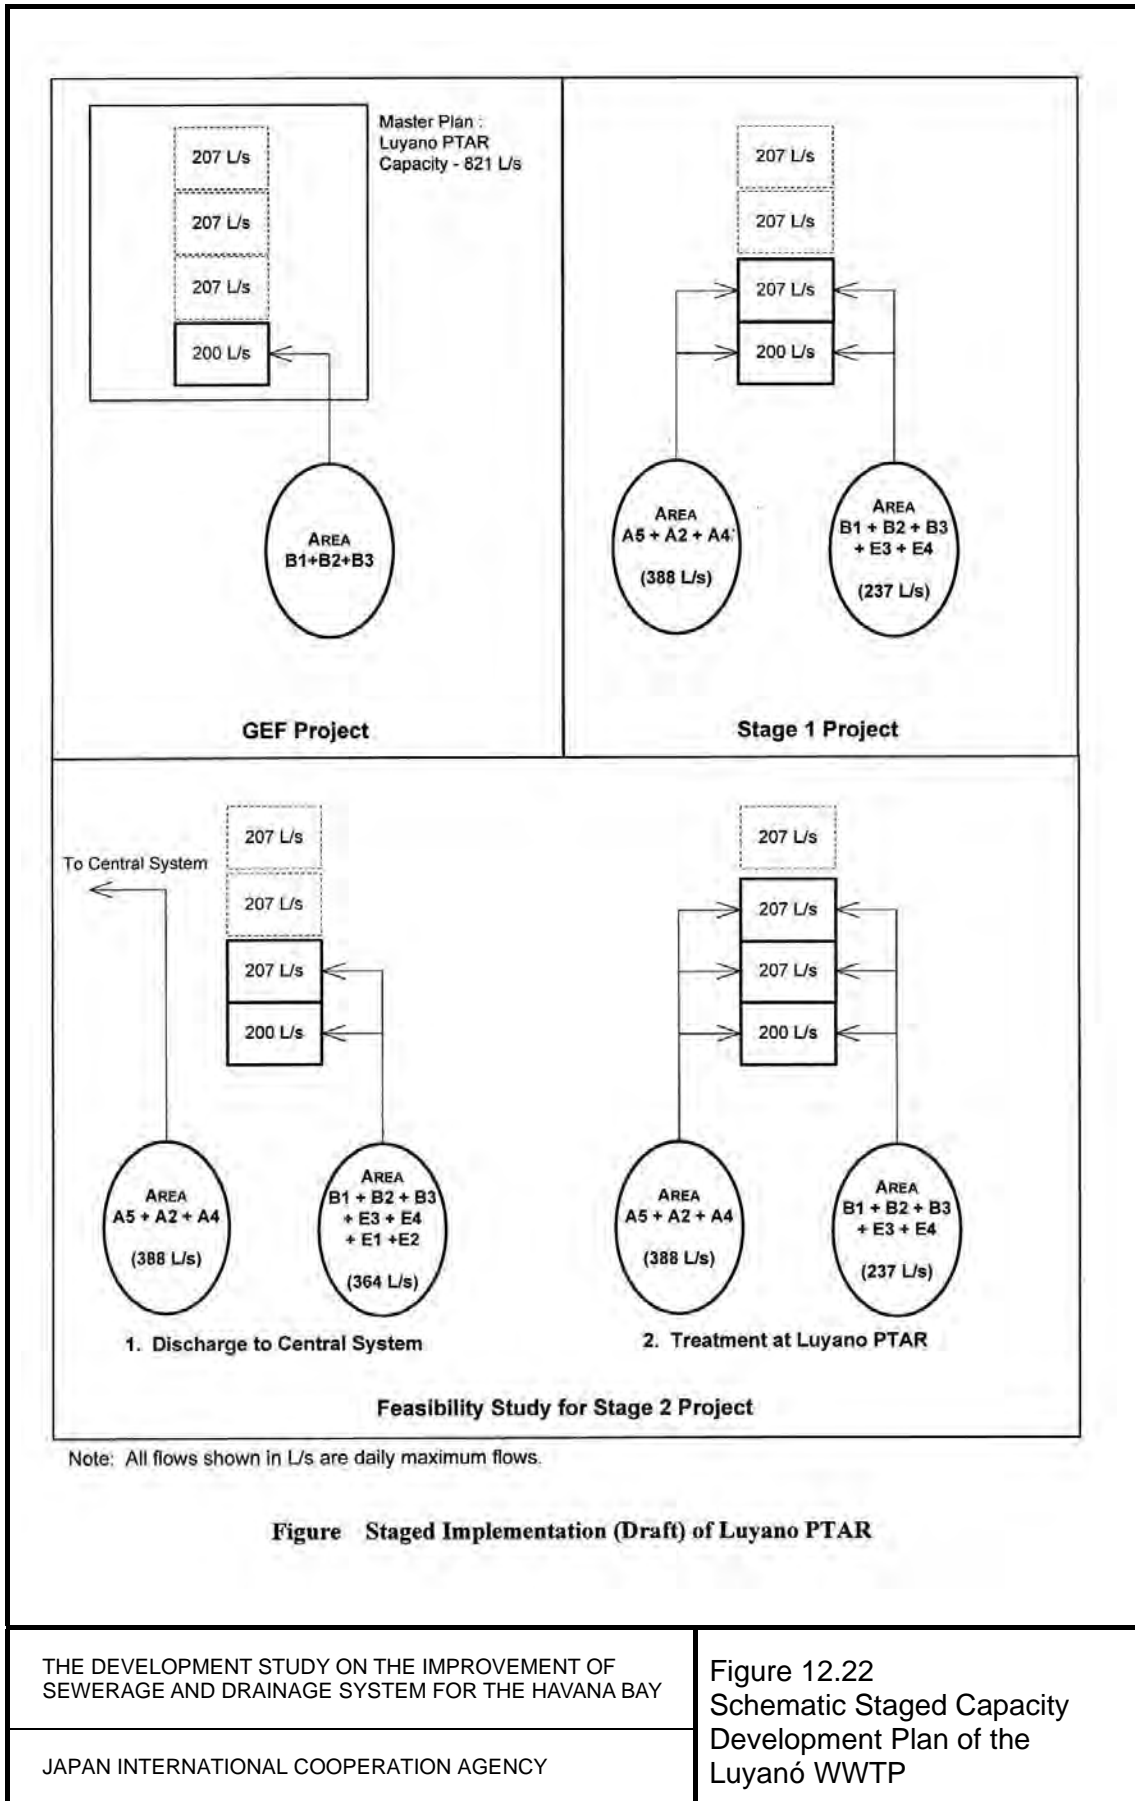 Master Plan :
Luyano PTAR
Capacity - 821 L/s
207 L/s
207 L/s
207 L/s
200 L/s
AREA
B1+B2+B3
GEF Project
207 L/s
207 L/s
207 L/s
200 L/s
AREA
A5 + A2 + A4
(388 L/s)
AREA
B1 + B2 + B3
+ E3 + E4
(237 L/s)
Stage 1 Project
To Central System
207 L/s
207 L/s
207 L/s
200 L/s
AREA
A5 + A2 + A4
(388 L/s)
AREA
B1 + B2 + B3
+ E3 + E4
+ E1 +E2
(364 L/s)
1. Discharge to Central System
207 L/s
207 L/s
207 L/s
200 L/s
AREA
A5 + A2 + A4
(388 L/s)
AREA
B1 + B2 + B3
+ E3 + E4
(237 L/s)
2. Treatment at Luyano PTAR
Feasibility Study for Stage 2 Project
Note: All flows shown in L/s are daily maximum flows.
Figure Staged Implementation (Draft) of Luyano PTAR
THE DEVELOPMENT STUDY ON THE IMPROVEMENT OF
SEWERAGE AND DRAINAGE SYSTEM FOR THE HAVANA BAY
JAPAN INTERNATIONAL COOPERATION AGENCY
Figure 12.22
Schematic Staged Capacity
Development Plan of the
Luyanó WWTP